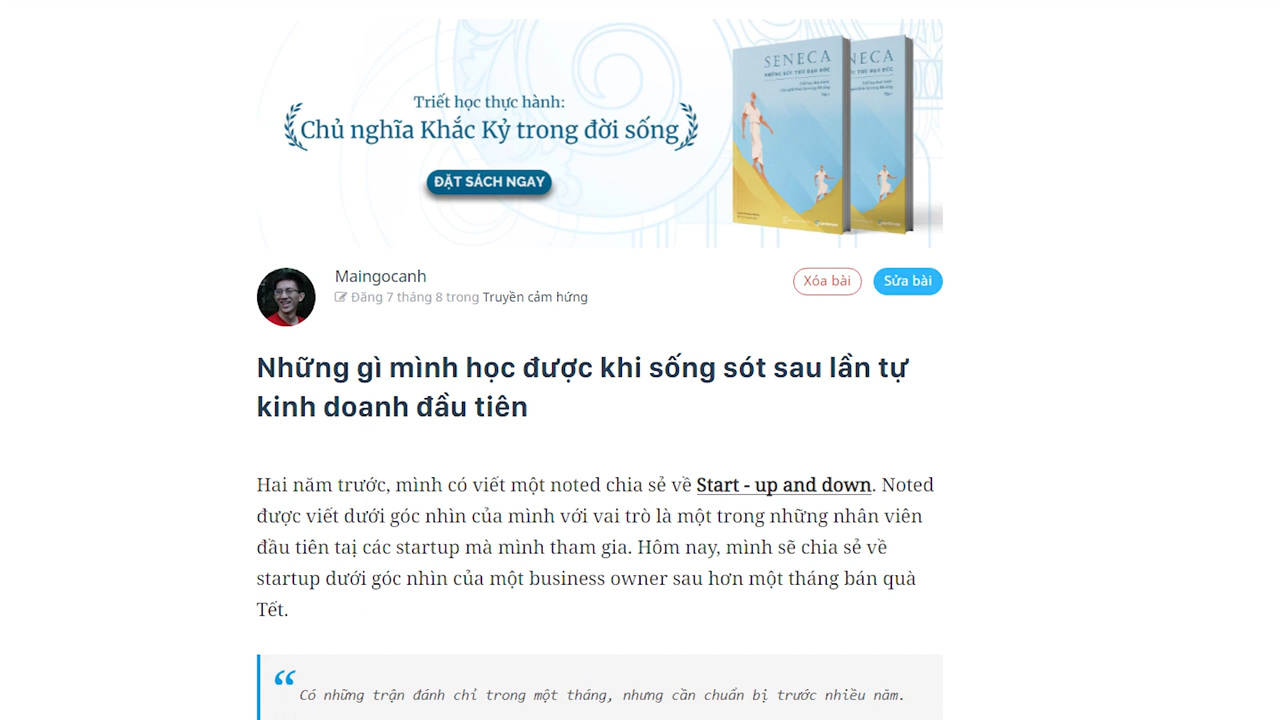 Triết học thực hành:
Chủ nghĩa Khắc Kỷ trong đời sống
ĐẶT SÁCH NGAY
SENECA
NHỮNG BỨC THƯ ĐẠO ĐỨC
Maingocanh
Đăng 7 tháng 8 trong Truyền cảm hứng
Xóa bài
Sửa bài
Những gì mình học được khi sống sót sau lần tự
kinh doanh đầu tiên
Hai năm trước, mình có viết một noted chia sẻ về Start - up and down. Noted
được viết dưới góc nhìn của mình với vai trò là một trong những nhân viên
đầu tiên taị các startup mà mình tham gia. Hôm nay, mình sẽ chia sẻ về
startup dưới góc nhìn của một business owner sau hơn một tháng bán quà
Tết.
“ Có những trận đánh chỉ trong một tháng, nhưng cần chuẩn bị trước nhiều năm.